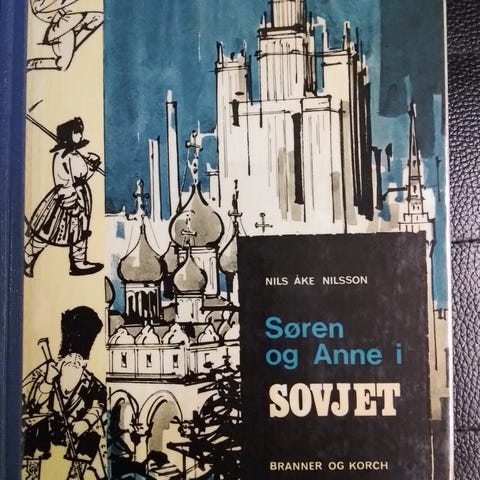 NILS ÅKE NILSSON
Søren
og Anne i
SOVJET
BRANNER OG KORCH